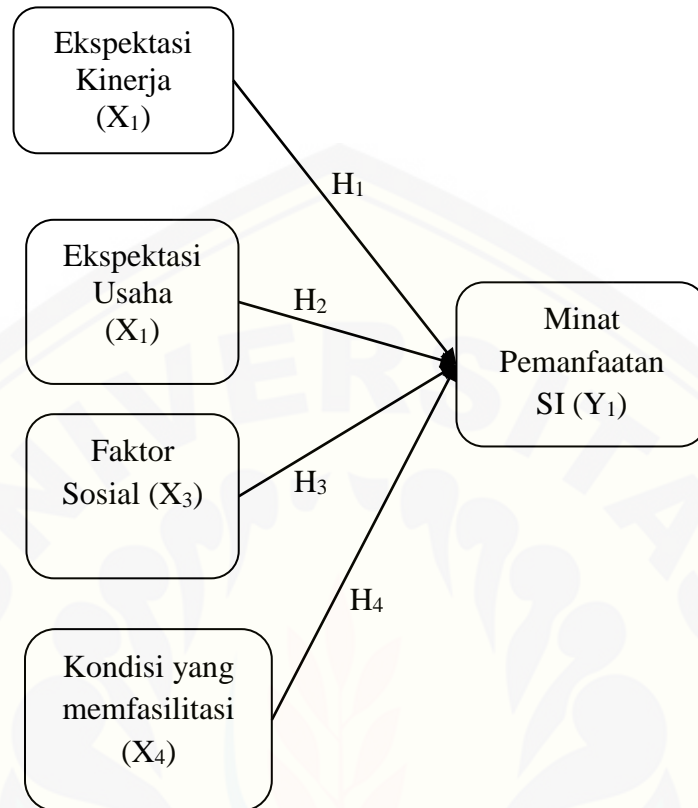 Ekspektasi
Kinerja
(X₁)
H₁
Ekspektasi
Usaha
(X₁)
H₂
Minat
Pemanfaatan
SI (Y₁)
Faktor
Sosial (X₃)
H₃
H₄
Kondisi yang
memfasilitasi
(X₄)
UNIVERSITAS